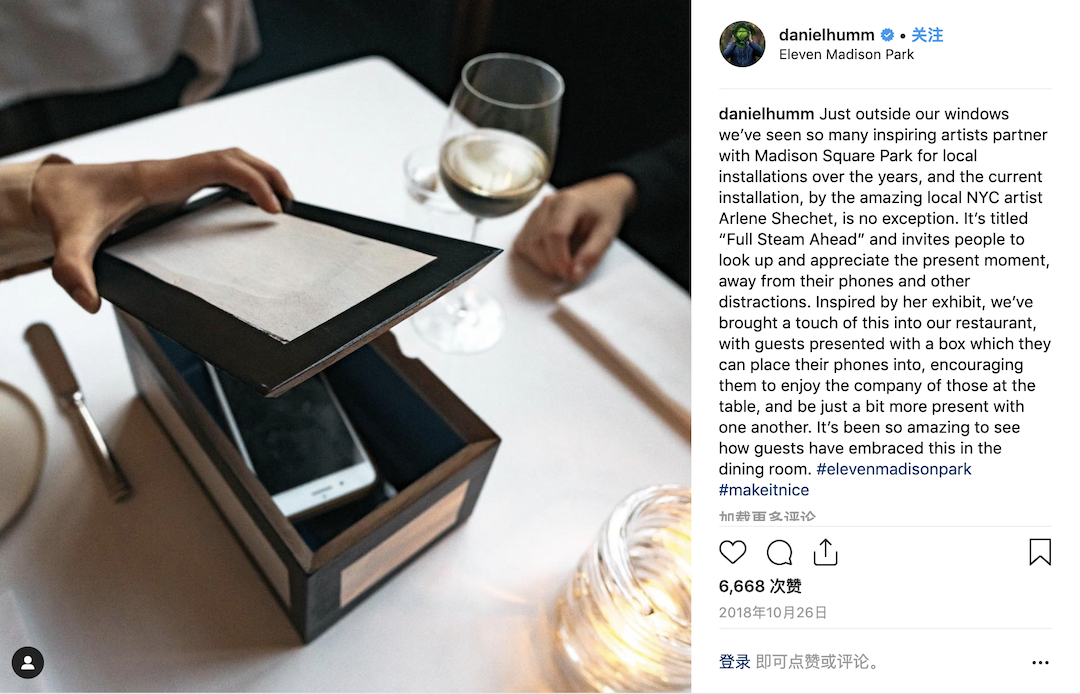 danielhumm • 关注
Eleven Madison Park
danielhumm Just outside our windows
we’ve seen so many inspiring artists partner
with Madison Square Park for local
installations over the years, and the current
installation, by the amazing local NYC artist
Arlene Shechet, is no exception. It’s titled
“Full Steam Ahead” and invites people to
look up and appreciate the present moment,
away from their phones and other
distractions. Inspired by her exhibit, we’ve
brought a touch of this into our restaurant,
with guests presented with a box which they
can place their phones into, encouraging
them to enjoy the company of those at the
table, and be just a bit more present with
one another. It’s been so amazing to see
how guests have embraced this in the
dining room. #elevenmadisonpark
#makeitnice
加载更多评论
6,668 次赞
2018年10月26日
登录 即可点赞或评论。